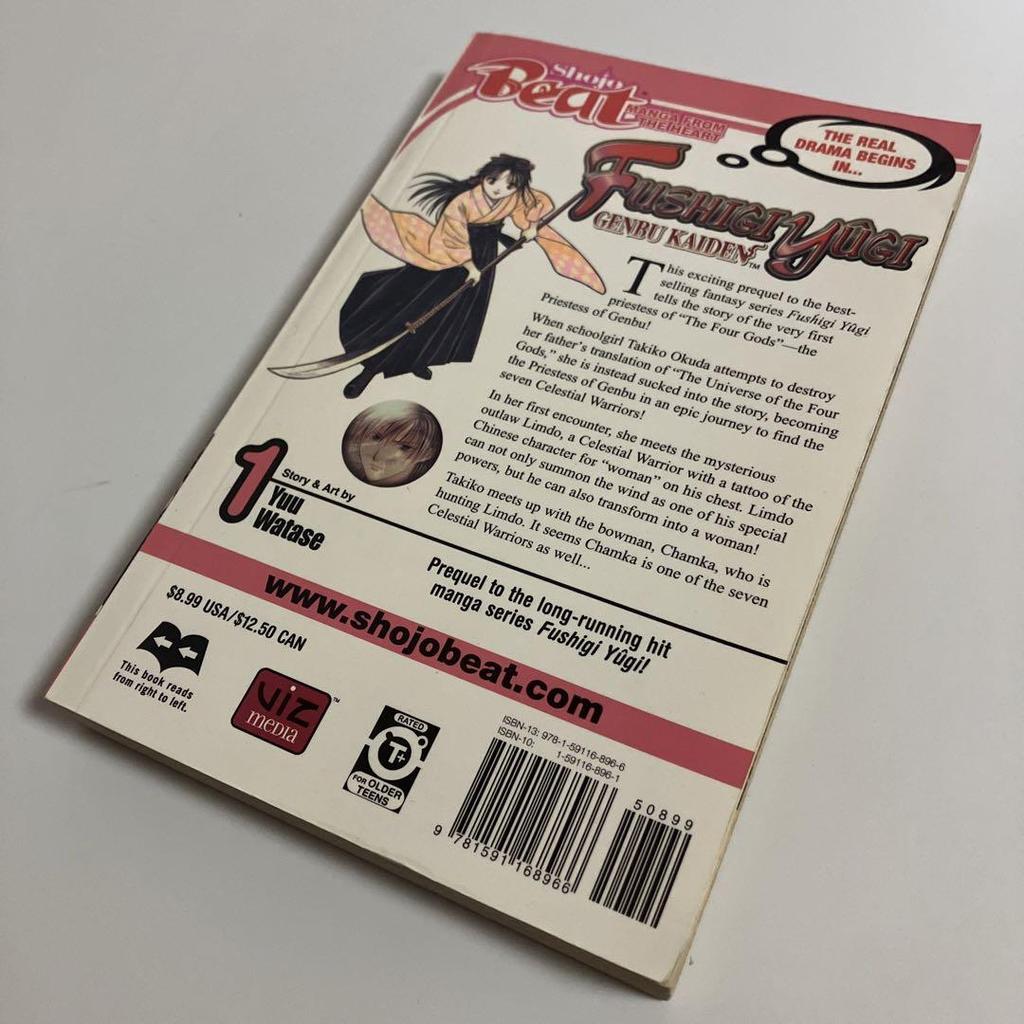 Shojo
Beat
MANGA FROM
THE HEART
THE REAL
DRAMA BEGINS
IN...
FUSHIGI YÛGI
GENBU KAIDEN™
This exciting prequel to the best-
selling fantasy series Fushigi Yûgi
tells the story of the very first
priestess of “The Four Gods”—the
Priestess of Genbu!
When schoolgirl Takiko Okuda attempts to destroy
her father’s translation of “The Universe of the Four
Gods,” she is instead sucked into the story, becoming
the Priestess of Genbu in an epic journey to find the
seven Celestial Warriors!
In her first encounter, she meets the mysterious
outlaw Limdo, a Celestial Warrior with a tattoo of the
Chinese character for “woman” on his chest. Limdo
can not only summon the wind as one of his special
powers, but he can also transform into a woman!
Takiko meets up with the bowman, Chamka, who is
hunting Limdo. It seems Chamka is one of the seven
Celestial Warriors as well...
1
Story & Art by
Yuu
Watase
Prequel to the long-running hit
manga series Fushigi Yûgi!
www.shojobeat.com
$8.99 USA/$12.50 CAN
This book reads
from right to left.
VIZ
media™
RATED
T+
FOR OLDER
TEENS
ISBN-13: 978-1-59116-896-6
ISBN-10: 1-59116-896-1
50899
9 781591 168966